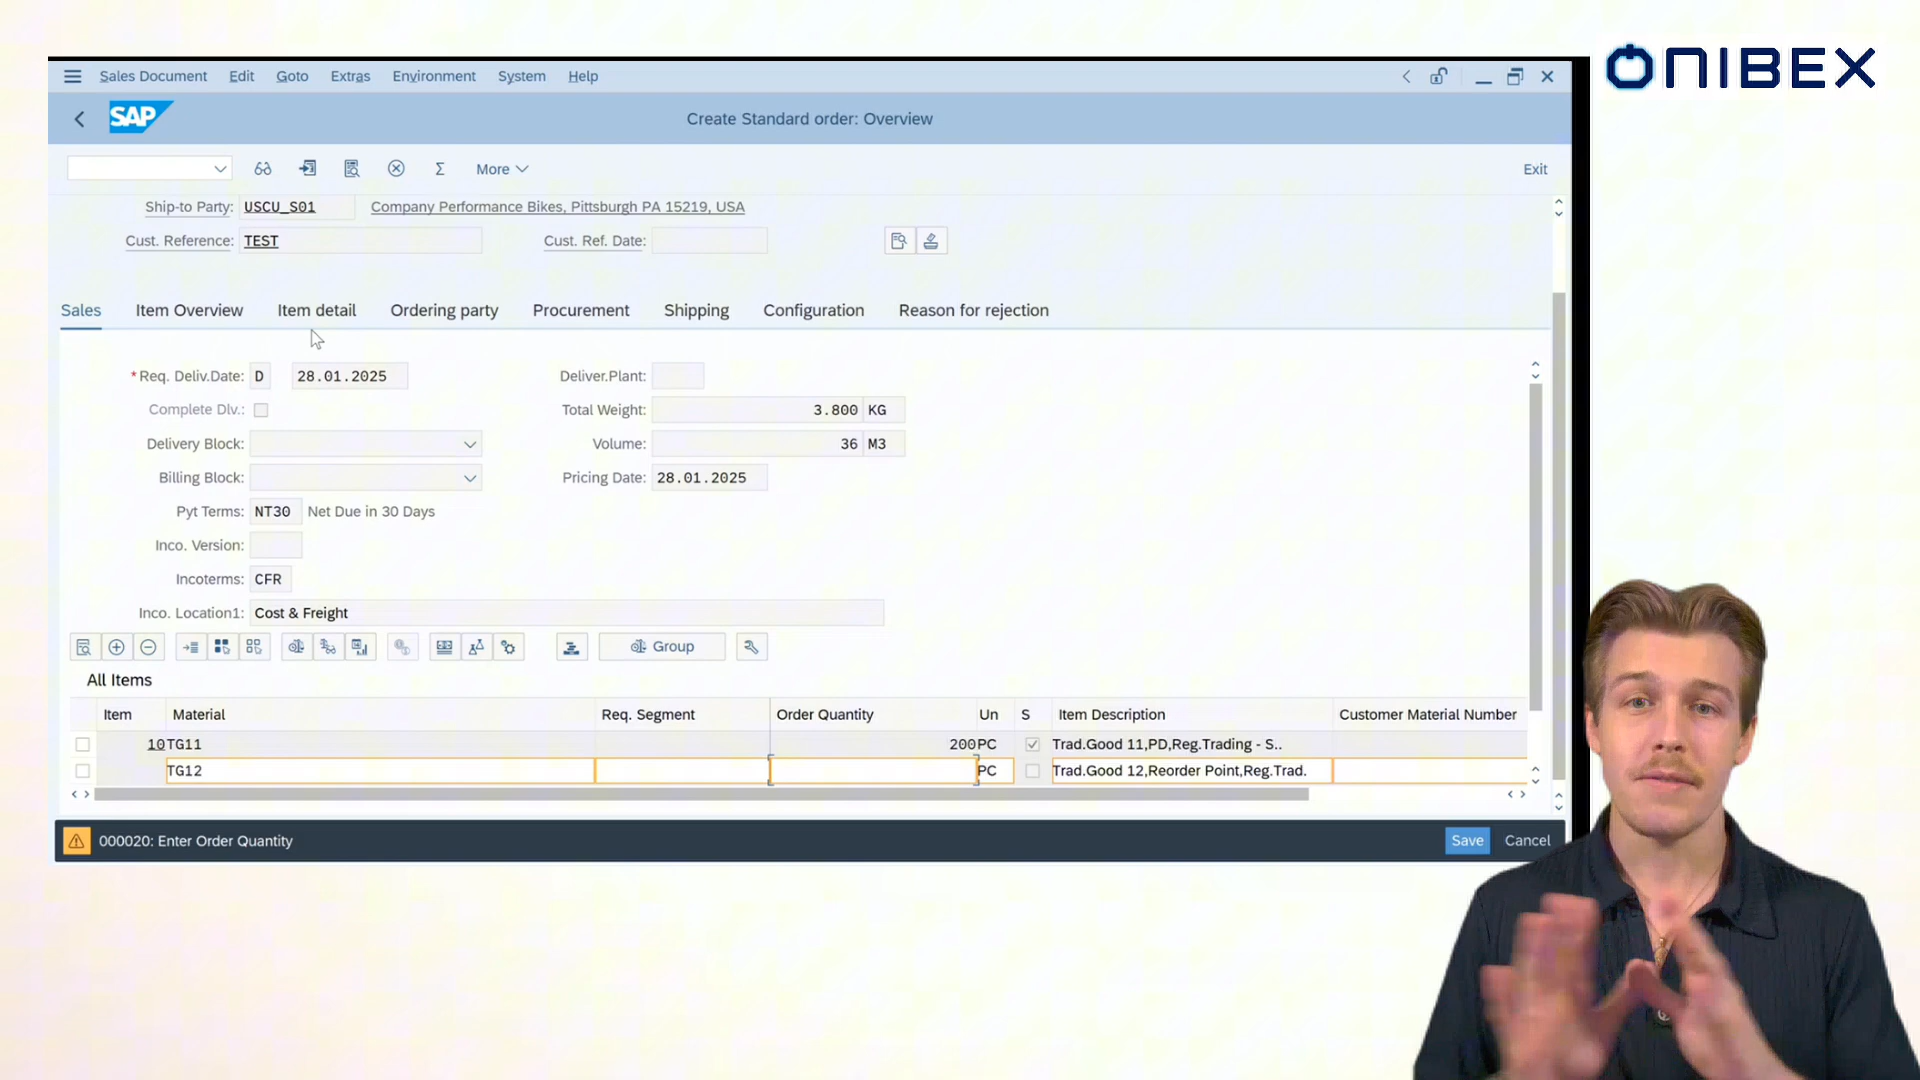 ONIBEX
Sales Document Edit Goto Extras Environment System Help
SAP
Create Standard order: Overview
More
Exit
Ship-to Party: USCU_S01 Company Performance Bikes, Pittsburgh PA 15219, USA
Cust. Reference: TEST Cust. Ref. Date:
Sales Item Overview Item detail Ordering party Procurement Shipping Configuration Reason for rejection
*Req. Deliv.Date: D 28.01.2025 Deliver.Plant:
Complete Dlv.: Total Weight: 3.800 KG
Delivery Block: Volume: 36 M3
Billing Block: Pricing Date: 28.01.2025
Pyt Terms: NT30 Net Due in 30 Days
Inco. Version:
Incoterms: CFR
Inco. Location1: Cost & Freight
Group
All Items
Item Material Req. Segment Order Quantity Un S Item Description Customer Material Number
10 TG11 200 PC Trad.Good 11,PD,Reg.Trading - S..
TG12 PC Trad.Good 12,Reorder Point,Reg.Trad.
000020: Enter Order Quantity
Save Cancel